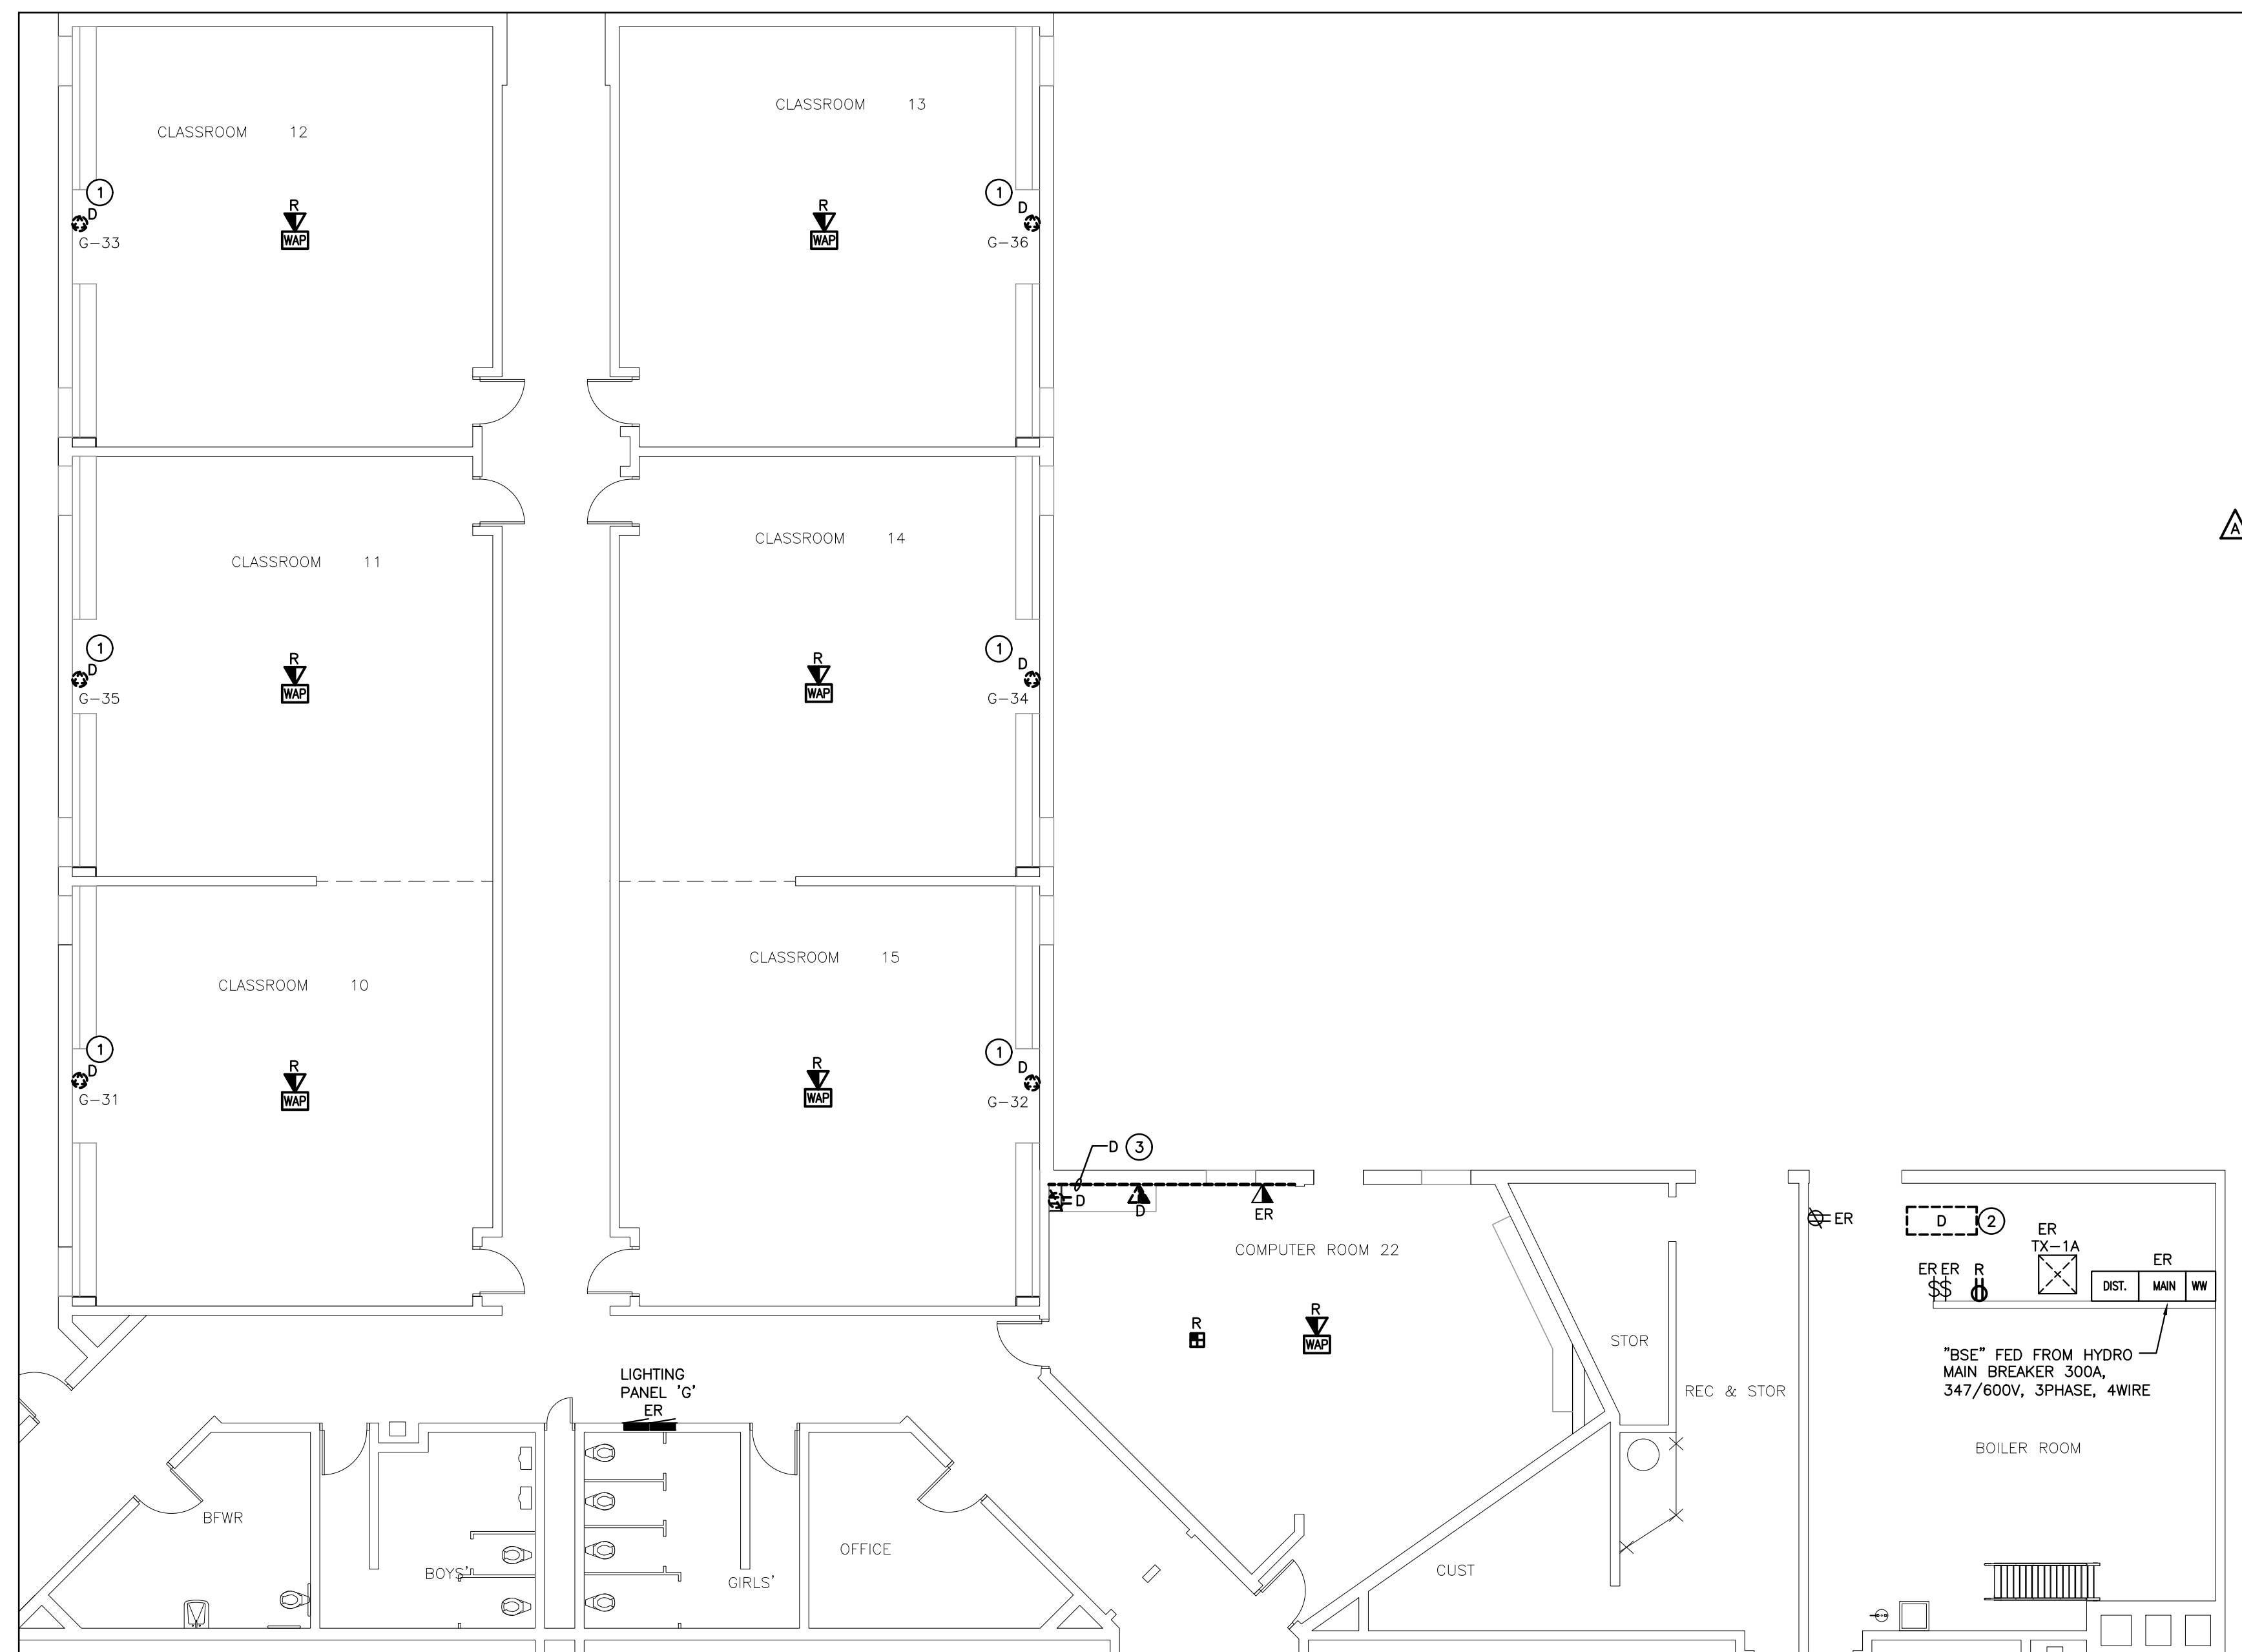 CLASSROOM 12
CLASSROOM 13
1
D
G-33
R
WAP
R
WAP
1
D
G-36
A
CLASSROOM 11
CLASSROOM 14
1
D
G-35
R
WAP
R
WAP
1
D
G-34
CLASSROOM 10
CLASSROOM 15
1
D
G-31
R
WAP
R
WAP
1
D
G-32
D 3
D
D
ER
COMPUTER ROOM 22
R
R
WAP
STOR
REC & STOR
ER
D 2
ER
TX-1A
ER ER R
$$
ER
DIST. MAIN WW
"BSE" FED FROM HYDRO
MAIN BREAKER 300A,
347/600V, 3PHASE, 4WIRE
BOILER ROOM
LIGHTING
PANEL 'G'
ER
BFWR
BOYS'
GIRLS'
OFFICE
CUST